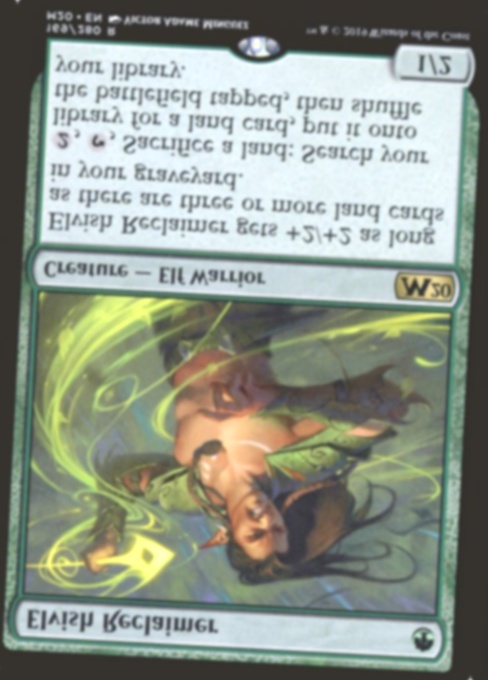 Elvish Reclaimer
Creature — Elf Warrior
M20
Elvish Reclaimer gets +2/+2 as long
as there are three or more land cards
in your graveyard.
2, T, Sacrifice a land: Search your
library for a land card, put it onto
the battlefield tapped, then shuffle
your library.
1/2
169/280 R
M20 • EN Victor Adame Minguez
™ & © 2019 Wizards of the Coast